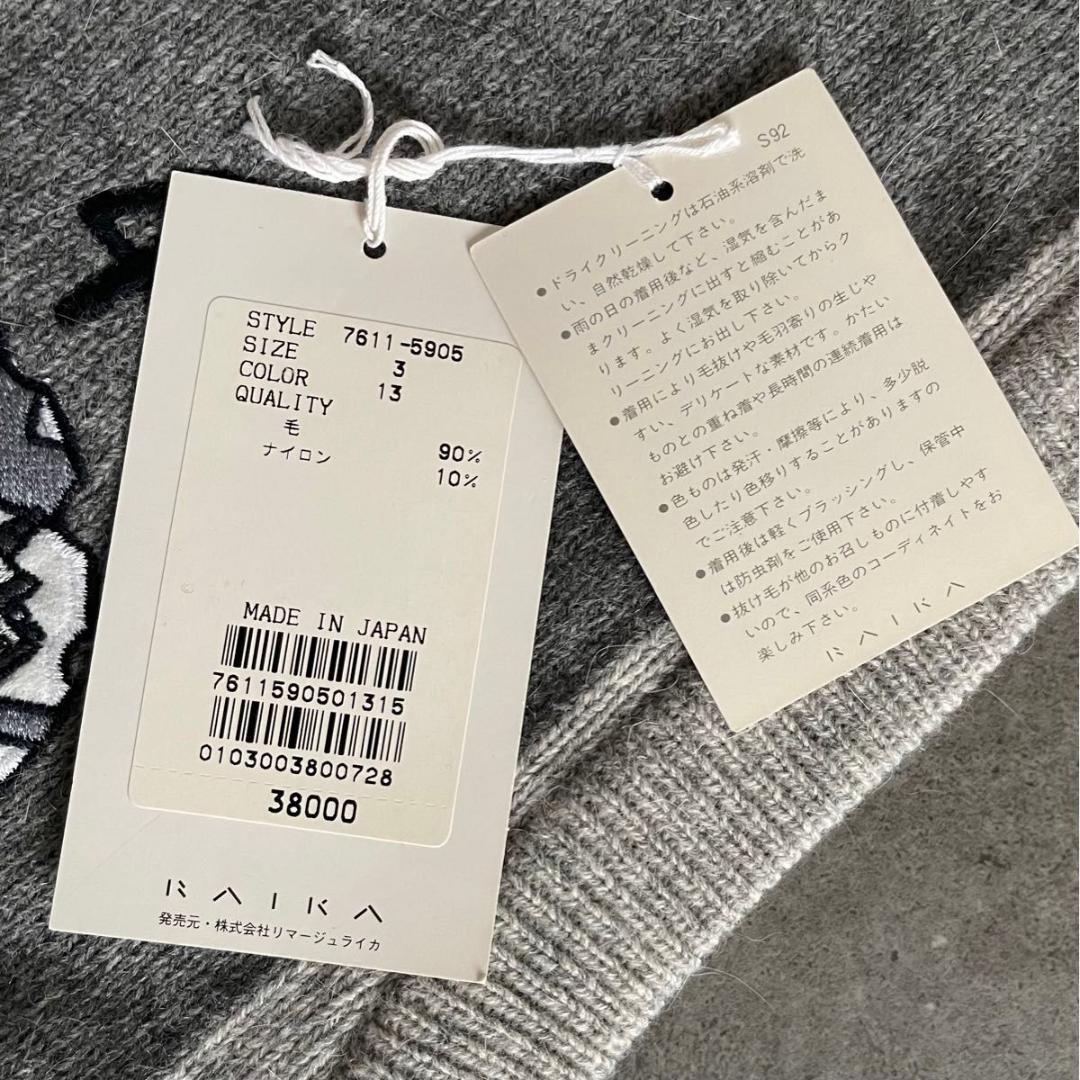 STYLE 7611-5905
SIZE 3
COLOR 13
QUALITY
毛 90%
ナイロン 10%
MADE IN JAPAN
7611590501315
0103003800728
38000
RAIKA
発売元・株式会社リマージュライカ
S92
●ドライクリーニングは石油系溶剤で洗
い、自然乾燥して下さい。
●雨の日の着用後など、湿気を含んだま
まクリーニングに出すと縮むことがあ
ります。よく湿気を取り除いてからク
リーニングにお出し下さい。
●着用により毛抜けや毛羽寄りの生じや
すい、デリケートな素材です。かたい
ものとの重ね着や長時間の連続着用は
お避け下さい。
●色ものは発汗・摩擦等により、多少脱
色したり色移りすることがありますの
でご注意下さい。
●着用後は軽くブラッシングし、保管中
は防虫剤をご使用下さい。
●抜け毛が他のお召しものに付着しやす
いので、同系色のコーディネイトをお
楽しみ下さい。
RAIKA